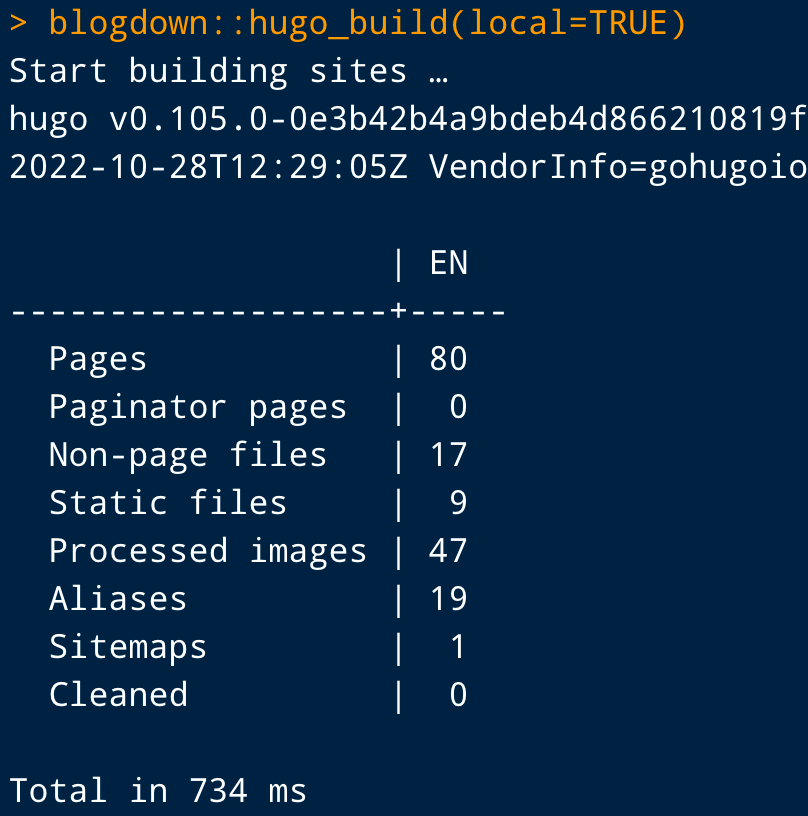 > blogdown::hugo_build(local=TRUE)
Start building sites …
hugo v0.105.0-0e3b42b4a9bdeb4d866210819f
2022-10-28T12:29:05Z VendorInfo=gohugoio
                   | EN
-------------------+-----
  Pages            | 80
  Paginator pages  |  0
  Non-page files   | 17
  Static files     |  9
  Processed images | 47
  Aliases          | 19
  Sitemaps         |  1
  Cleaned          |  0
Total in 734 ms